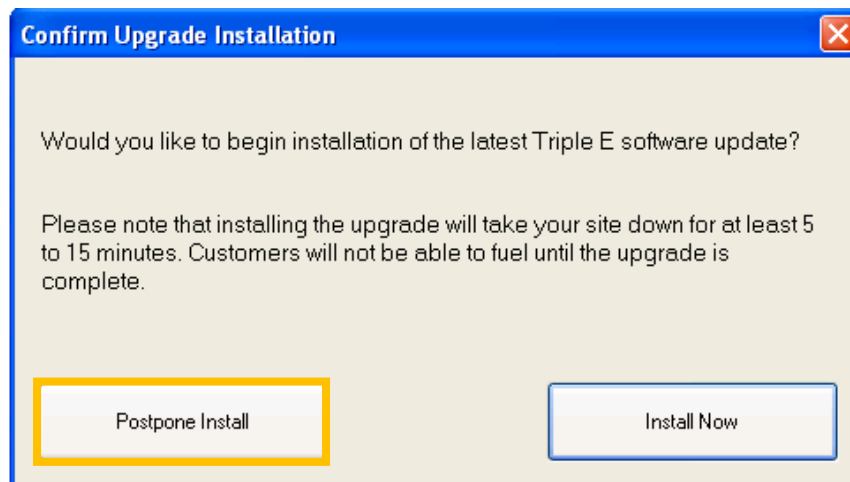 Confirm Upgrade Installation
Would you like to begin installation of the latest Triple E software update?
Please note that installing the upgrade will take your site down for at least 5
to 15 minutes. Customers will not be able to fuel until the upgrade is
complete.
Postpone Install
Install Now